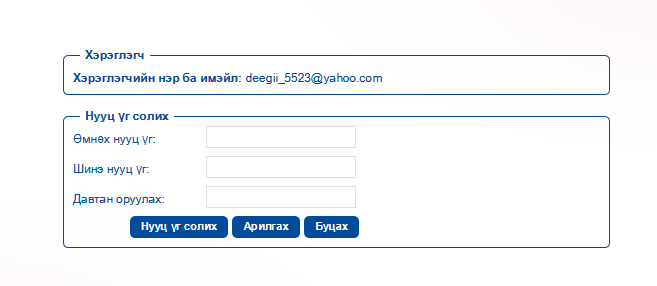 Хэрэглэгч
Хэрэглэгчийн нэр ба имэйл: deegii_5523@yahoo.com
Нууц үг солих
Өмнөх нууц үг:
Шинэ нууц үг:
Давтан оруулах:
Нууц үг солих Арилгах Буцах